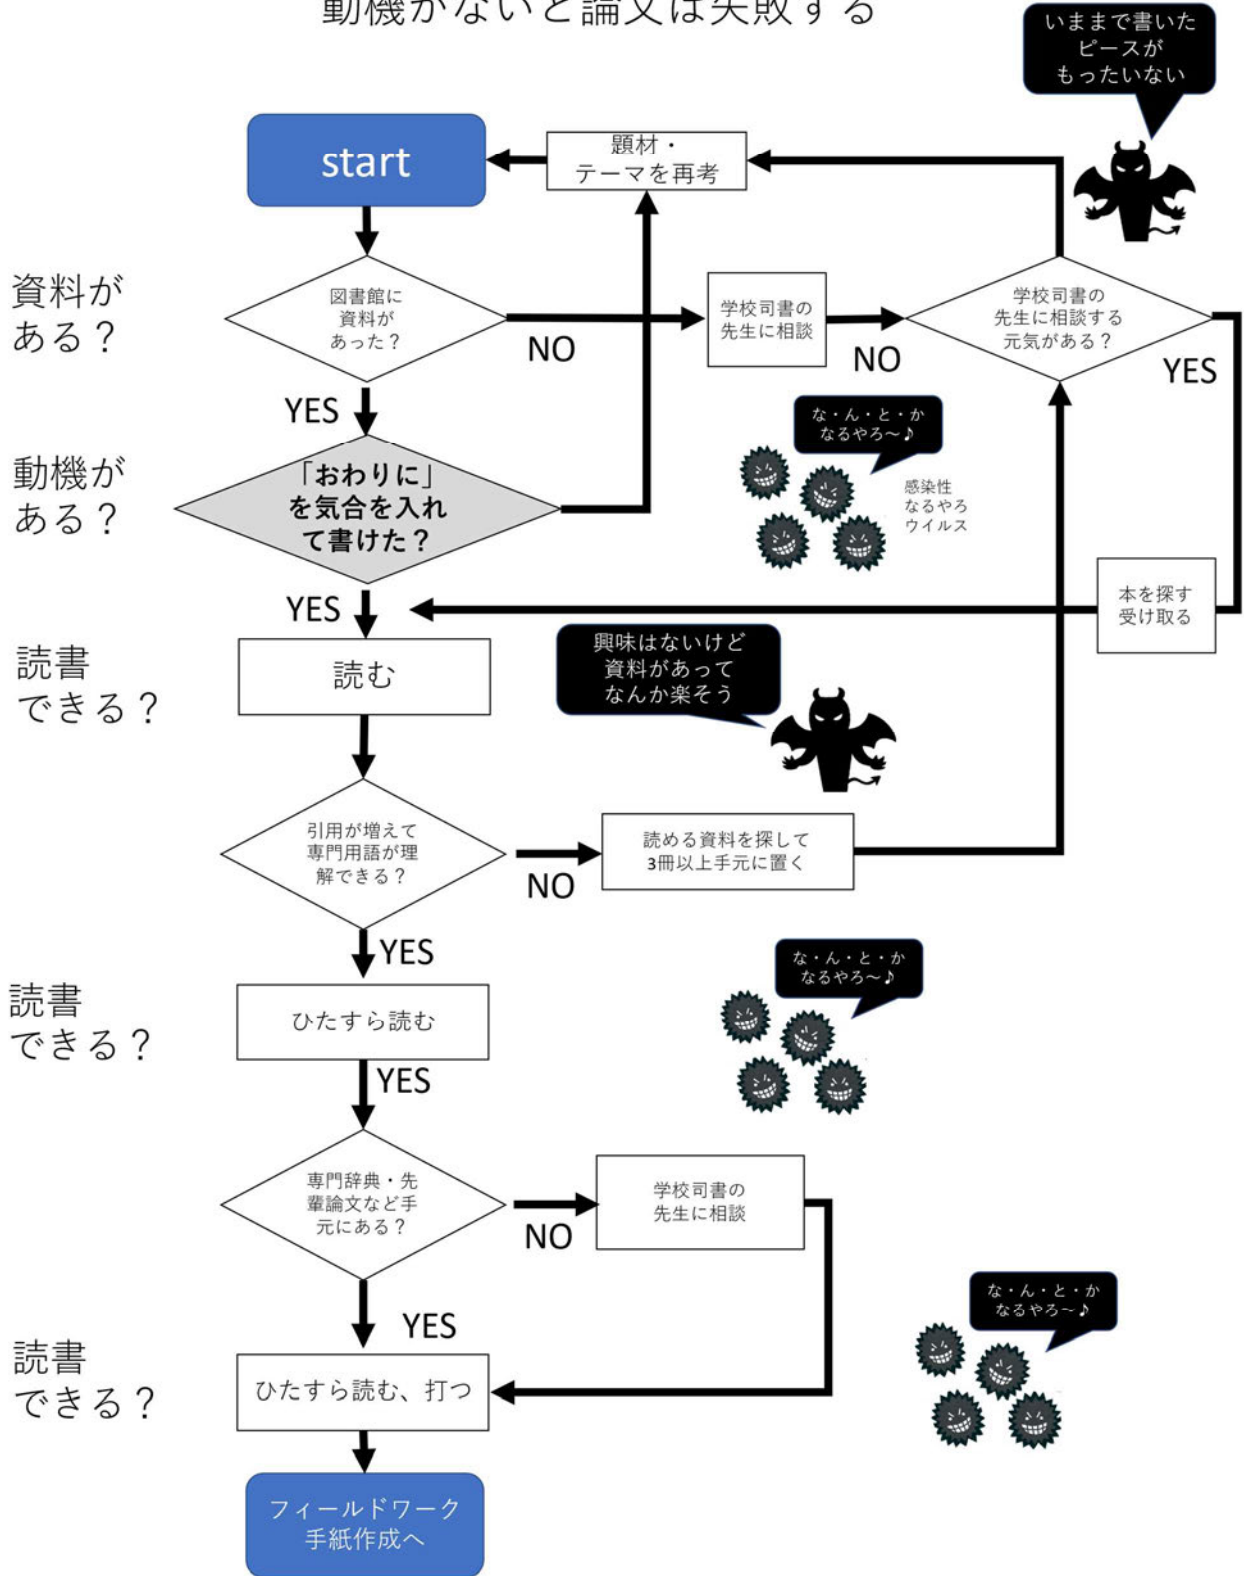 動機がないと論文は失敗する
いままで書いた
ピースが
もったいない
start
題材・
テーマを再考
資料が
ある？
図書館に
資料が
あった？
NO
学校司書の
先生に相談
NO
学校司書の
先生に相談する
元気がある？
YES
YES
動機が
ある？
「おわりに」
を気合を入れ
て書けた？
な・ん・と・か
なるやろ～♪
感染性
なるやろ
ウイルス
YES
本を探す
受け取る
読書
できる？
読む
興味はないけど
資料があって
なんか楽そう
引用が増えて
専門用語が理
解できる？
NO
読める資料を探して
3冊以上手元に置く
YES
読書
できる？
ひたすら読む
な・ん・と・か
なるやろ～♪
YES
専門辞典・先
輩論文など手
元にある？
NO
学校司書の
先生に相談
YES
な・ん・と・か
なるやろ～♪
読書
できる？
ひたすら読む、打つ
フィールドワーク
手紙作成へ